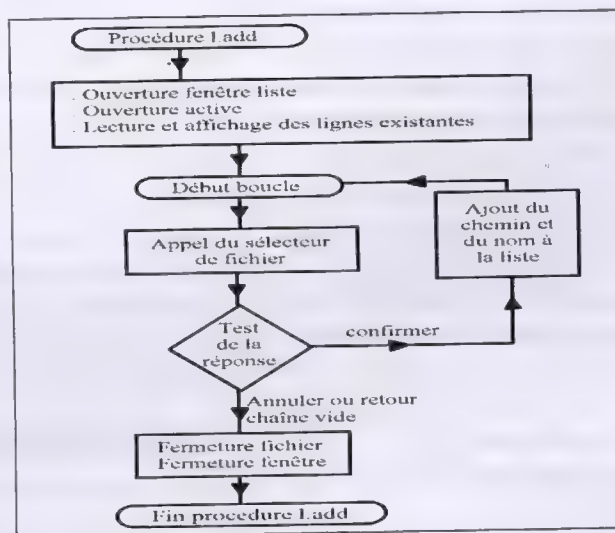 Procédure Ladd
. Ouverture fenêtre liste
. Ouverture active
. Lecture et affichage des lignes existantes
Début boucle
Appel du sélecteur
de fichier
Test
de la
réponse
confirmer
Ajout du
chemin et
du nom à
la liste
Annuler ou retour
chaîne vide
Fermeture fichier
Fermeture fenêtre
Fin procedure Ladd